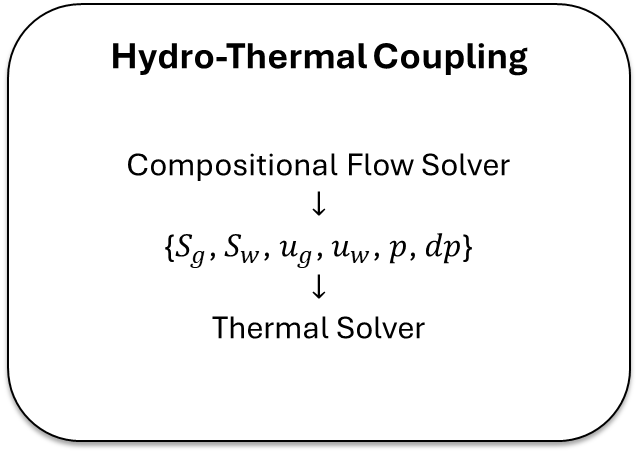 Hydro-Thermal Coupling
Compositional Flow Solver
↓
{S_g, S_w, u_g, u_w, p, dp}
↓
Thermal Solver